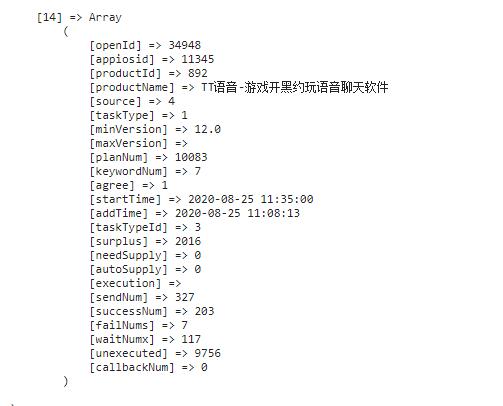 [14] => Array
(
[openId] => 34948
[appiosid] => 11345
[productId] => 892
[productName] => TT语音-游戏开黑约玩语音聊天软件
[source] => 4
[taskType] => 1
[minVersion] => 12.0
[maxVersion] =>
[planNum] => 10083
[keywordNum] => 7
[agree] => 1
[startTime] => 2020-08-25 11:35:00
[addTime] => 2020-08-25 11:08:13
[taskTypeId] => 3
[surplus] => 2016
[needSupply] => 0
[autoSupply] => 0
[execution] =>
[sendNum] => 327
[successNum] => 203
[failNums] => 7
[waitNumx] => 117
[unexecuted] => 9756
[callbackNum] => 0
)